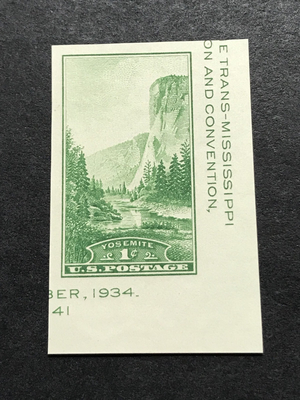 E TRANS-MISSISSIPPI
ON AND CONVENTION,
YOSEMITE
1¢
U.S. POSTAGE
BER, 1934.
41